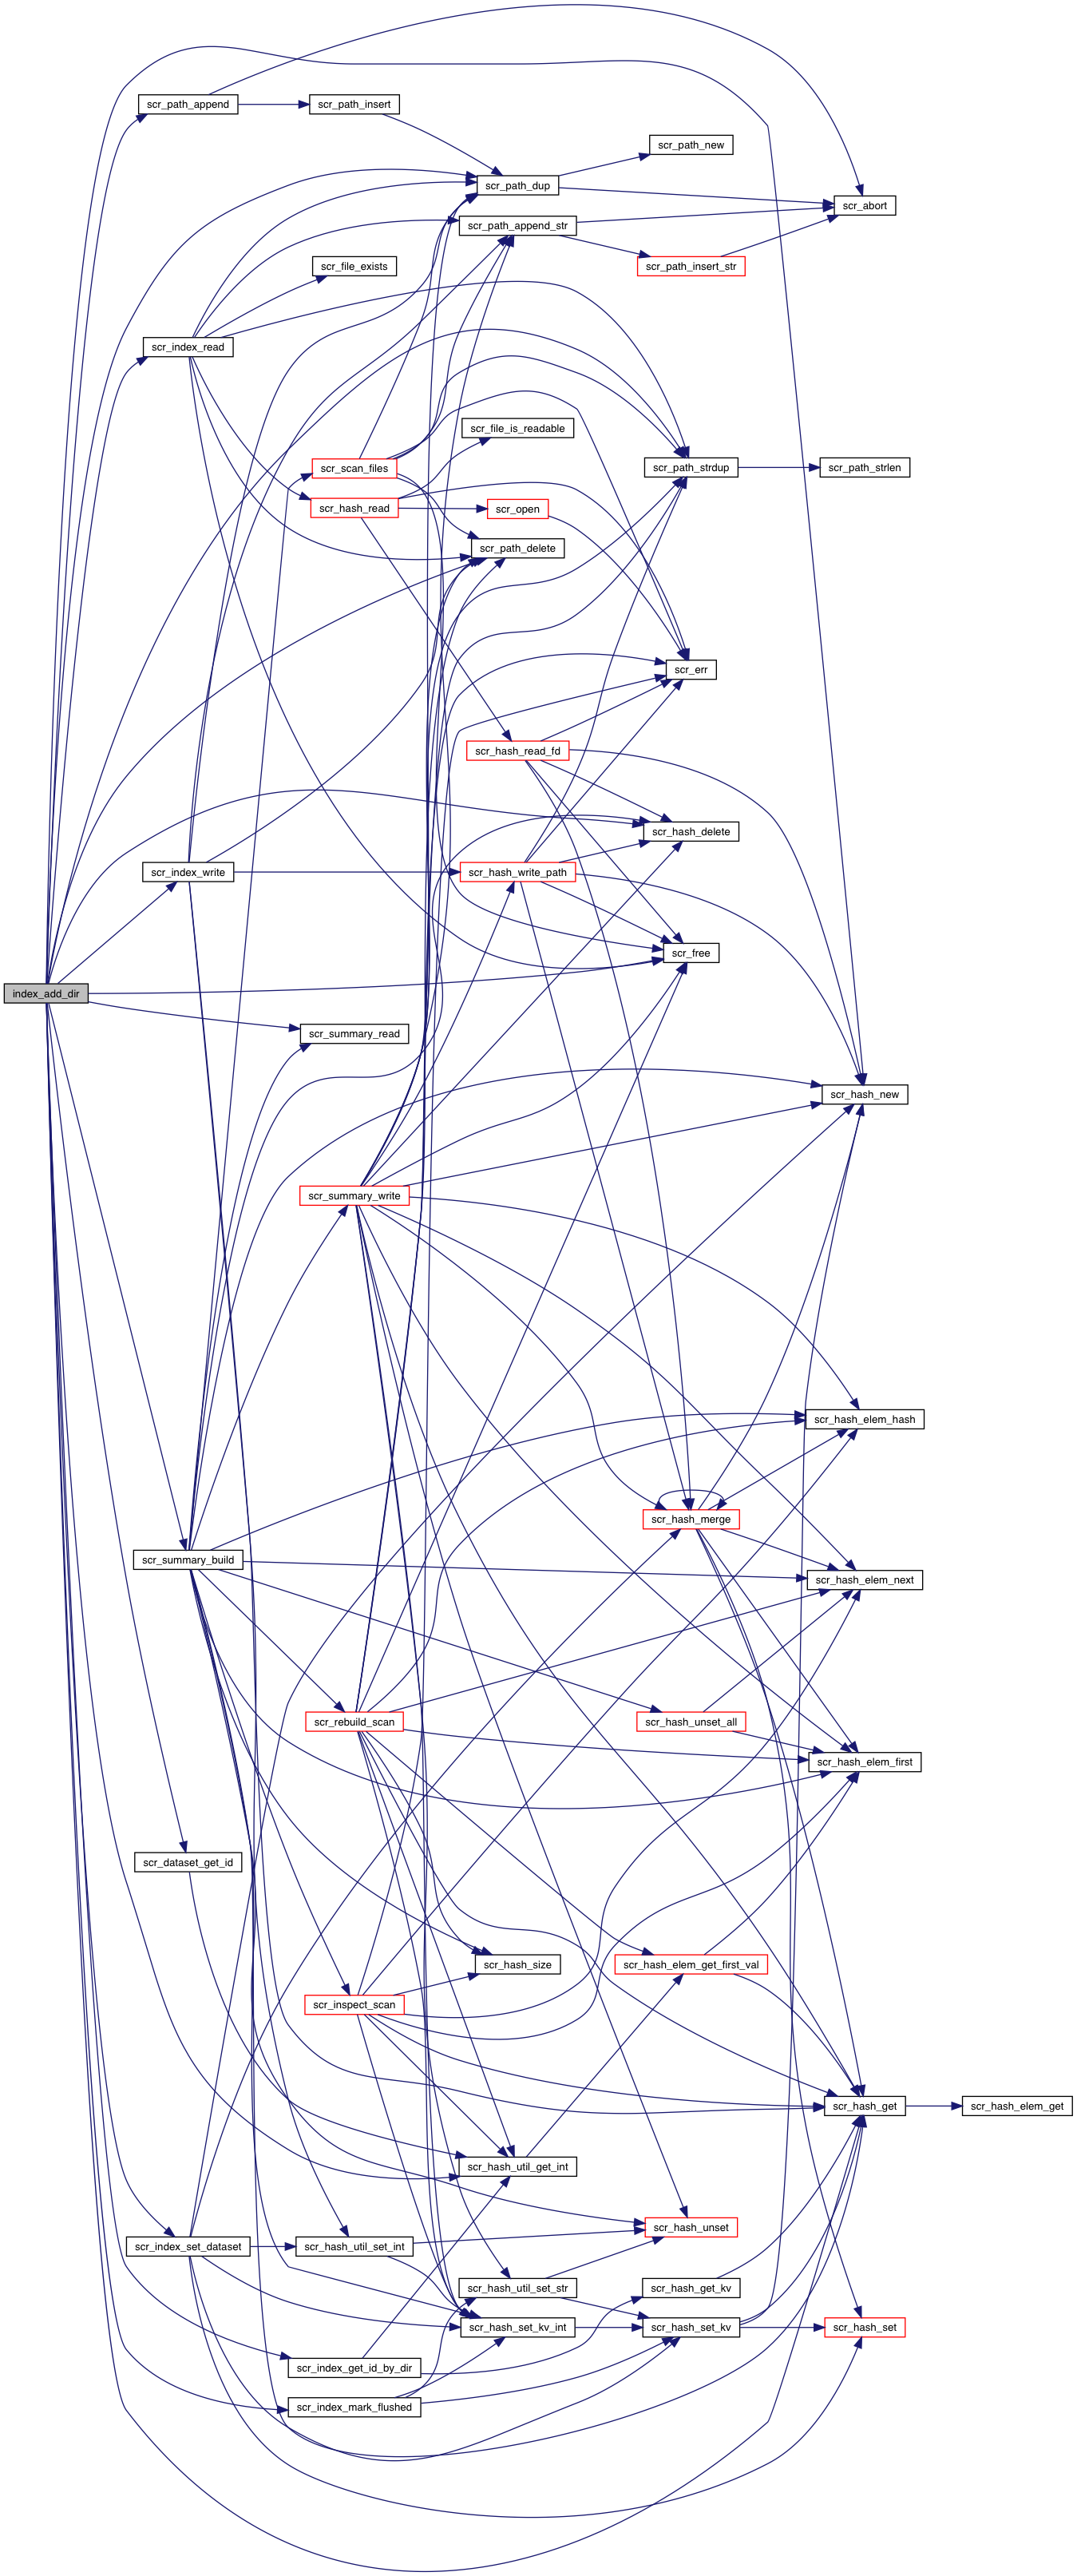 scr_path_append
scr_path_insert
scr_path_new
scr_path_dup
scr_abort
scr_path_append_str
scr_file_exists
scr_path_insert_str
scr_index_read
scr_file_is_readable
scr_scan_files
scr_path_strdup
scr_path_strlen
scr_hash_read
scr_open
scr_path_delete
scr_err
scr_hash_read_fd
scr_hash_delete
scr_index_write
scr_hash_write_path
scr_free
index_add_dir
scr_summary_read
scr_hash_new
scr_summary_write
scr_hash_elem_hash
scr_hash_merge
scr_summary_build
scr_hash_elem_next
scr_rebuild_scan
scr_hash_unset_all
scr_hash_elem_first
scr_dataset_get_id
scr_hash_size
scr_hash_elem_get_first_val
scr_inspect_scan
scr_hash_get
scr_hash_elem_get
scr_hash_util_get_int
scr_hash_unset
scr_index_set_dataset
scr_hash_util_set_int
scr_hash_util_set_str
scr_hash_get_kv
scr_hash_set_kv_int
scr_hash_set_kv
scr_hash_set
scr_index_get_id_by_dir
scr_index_mark_flushed